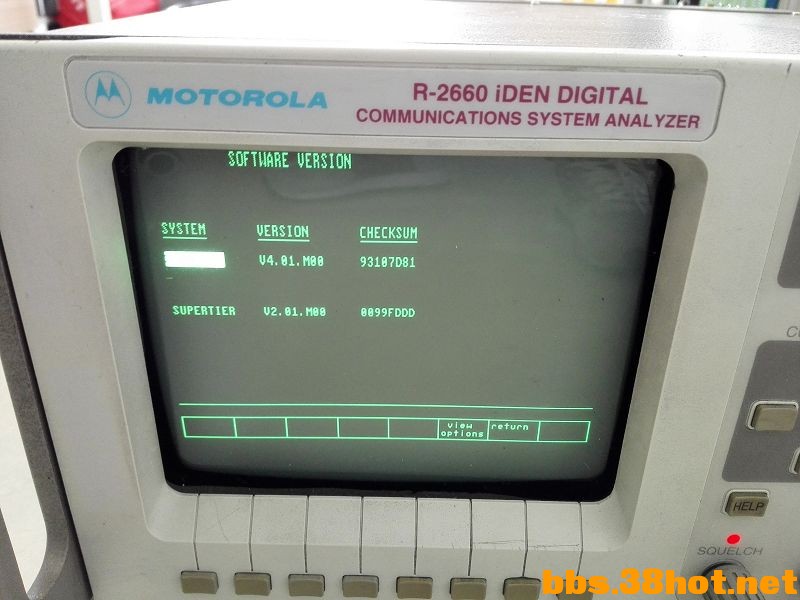 MOTOROLA
R-2660 iDEN DIGITAL
COMMUNICATIONS SYSTEM ANALYZER
SOFTWARE VERSION
SYSTEM VERSION CHECKSUM
V4.01.M00 93107D81
SUPERTIER V2.01.M00 0099FDDD
view options return
HELP
SQUELCH
bbs.38hot.net